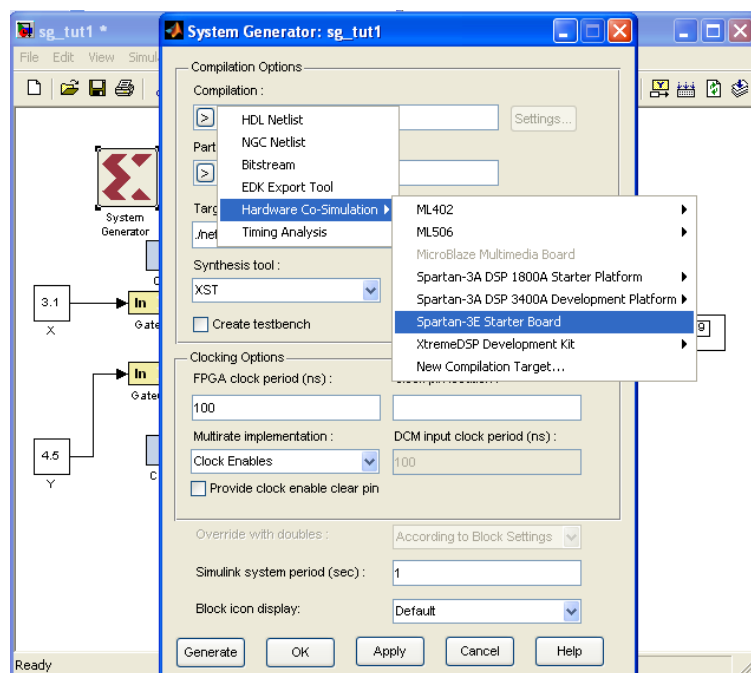 sg_tut1 *
System Generator: sg_tut1
File Edit View
Compilation Options
Compilation :
>
Settings...
HDL Netlist
NGC Netlist
Bitstream
EDK Export Tool
Hardware Co-Simulation
Timing Analysis
Part
>
ML402
ML506
MicroBlaze Multimedia Board
Spartan-3A DSP 1800A Starter Platform
Spartan-3A DSP 3400A Development Platform
Spartan-3E Starter Board
XtremeDSP Development Kit
New Compilation Target...
System
Generator
Synthesis tool :
XST
Create testbench
3.1
X
In
Clocking Options
FPGA clock period (ns) :
100
In
Multirate implementation :
DCM input clock period (ns) :
Clock Enables
100
4.5
Y
Provide clock enable clear pin
Override with doubles :
According to Block Settings
Simulink system period (sec) :
1
Block icon display:
Default
Generate
OK
Apply
Cancel
Help
Ready